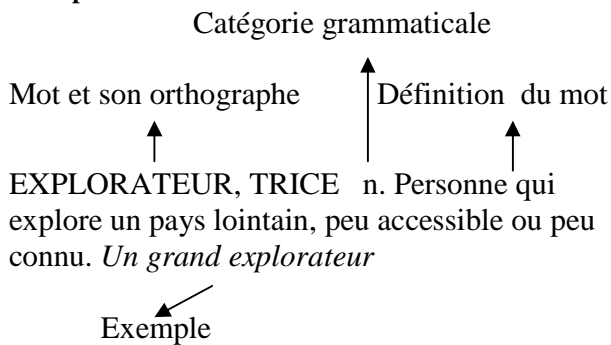 Catégorie grammaticale
Mot et son orthographe Définition du mot
EXPLORATEUR, TRICE n. Personne qui
explore un pays lointain, peu accessible ou peu
connu. Un grand explorateur
Exemple